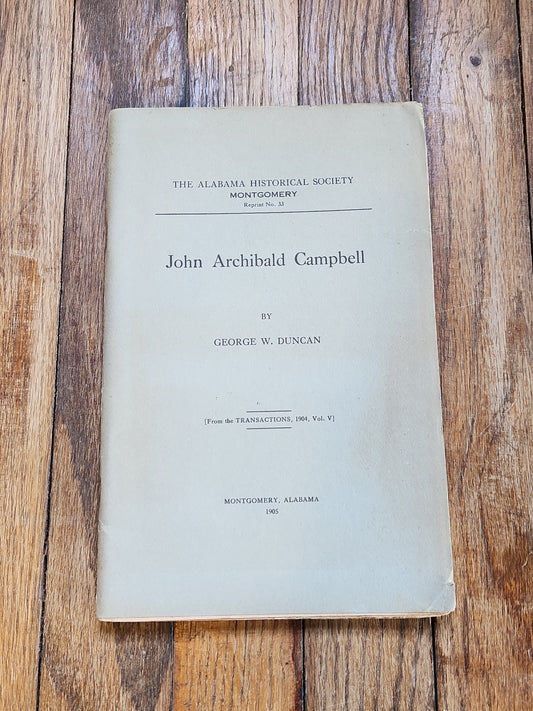 THE ALABAMA HISTORICAL SOCIETY
MONTGOMERY
Reprint No. 33
John Archibald Campbell
BY
GEORGE W. DUNCAN
[From the TRANSACTIONS, 1904, Vol. V]
MONTGOMERY, ALABAMA
1905